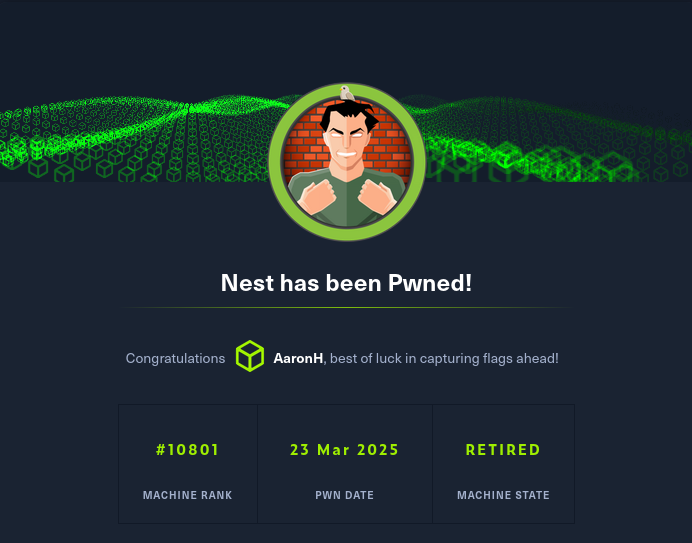 Nest has been Pwned!
Congratulations AaronH, best of luck in capturing flags ahead!
#10801 23 Mar 2025 RETIRED
MACHINE RANK PWN DATE MACHINE STATE